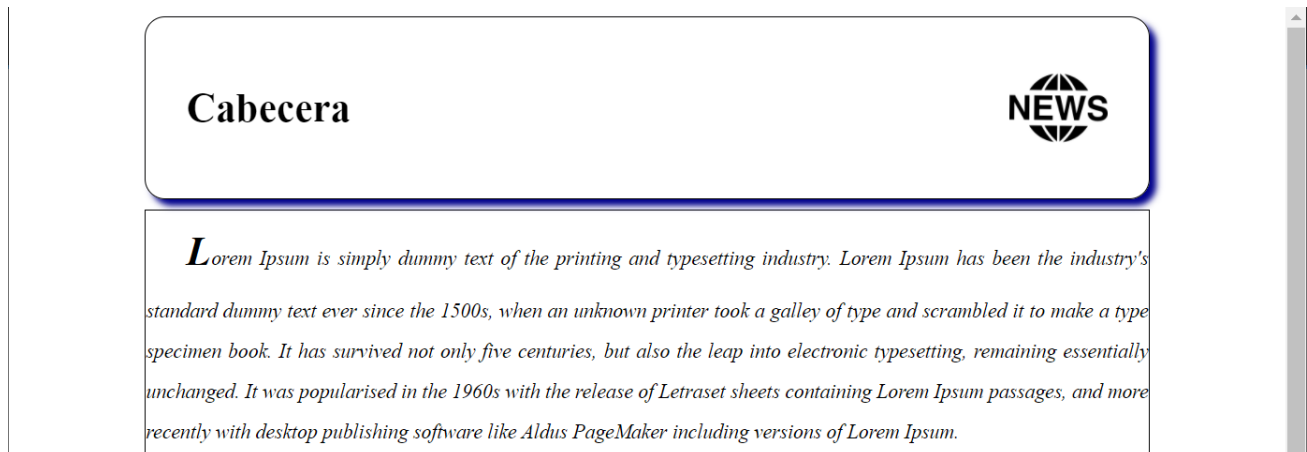 Cabecera
NEWS
Lorem Ipsum is simply dummy text of the printing and typesetting industry. Lorem Ipsum has been the industry's
standard dummy text ever since the 1500s, when an unknown printer took a galley of type and scrambled it to make a type
specimen book. It has survived not only five centuries, but also the leap into electronic typesetting, remaining essentially
unchanged. It was popularised in the 1960s with the release of Letraset sheets containing Lorem Ipsum passages, and more
recently with desktop publishing software like Aldus PageMaker including versions of Lorem Ipsum.